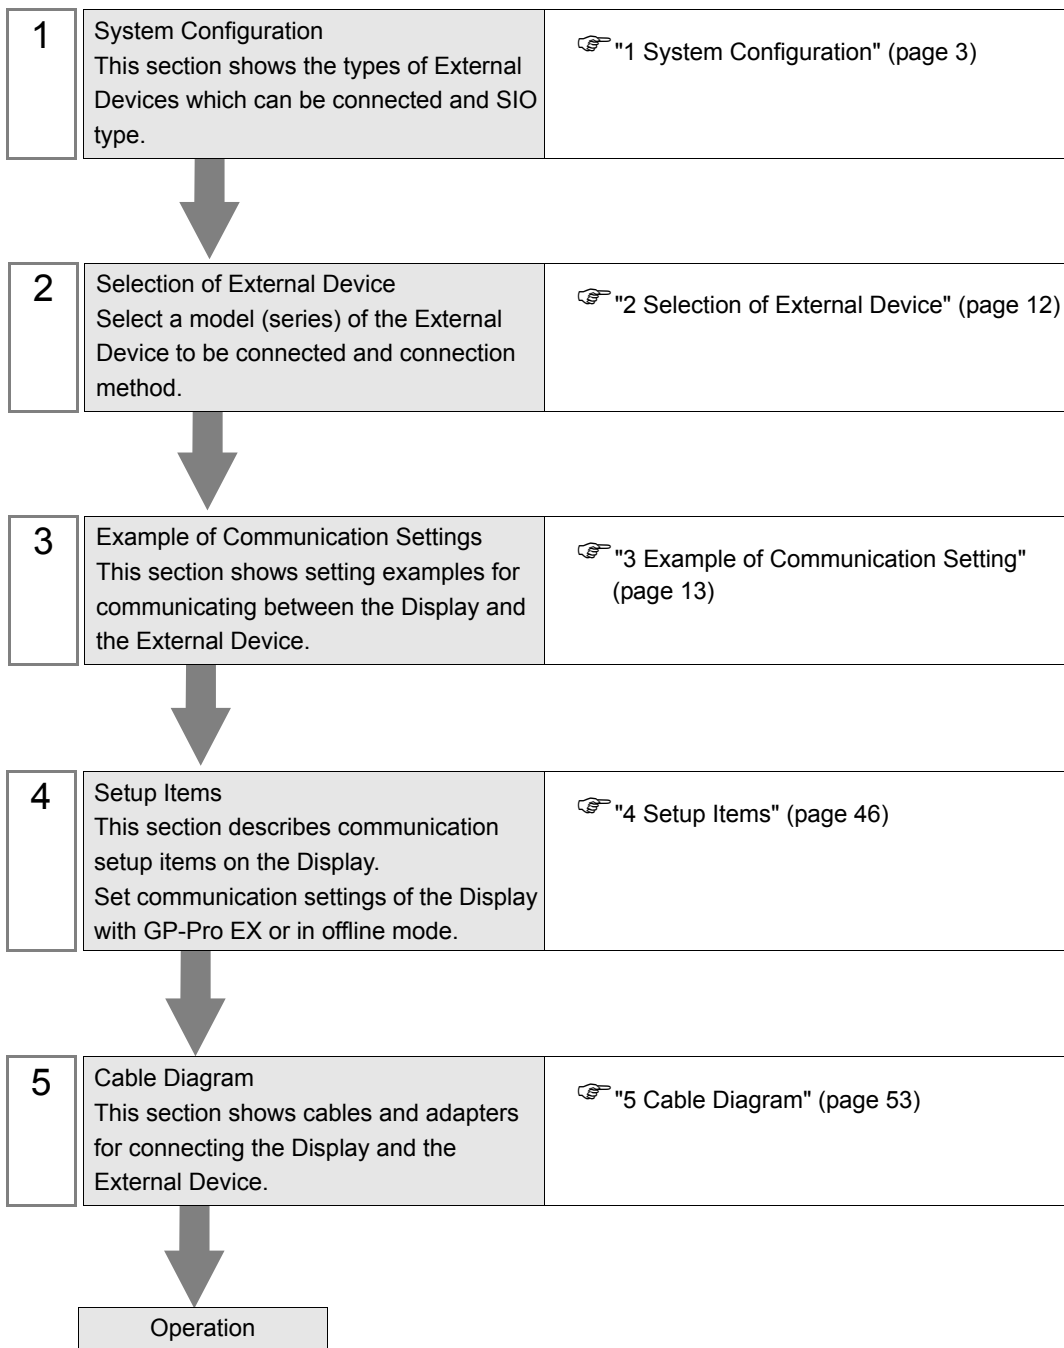 1
System Configuration
This section shows the types of External
Devices which can be connected and SIO
type.
"1 System Configuration" (page 3)
2
Selection of External Device
Select a model (series) of the External
Device to be connected and connection
method.
"2 Selection of External Device" (page 12)
3
Example of Communication Settings
This section shows setting examples for
communicating between the Display and
the External Device.
"3 Example of Communication Setting"
(page 13)
4
Setup Items
This section describes communication
setup items on the Display.
Set communication settings of the Display
with GP-Pro EX or in offline mode.
"4 Setup Items" (page 46)
5
Cable Diagram
This section shows cables and adapters
for connecting the Display and the
External Device.
"5 Cable Diagram" (page 53)
Operation